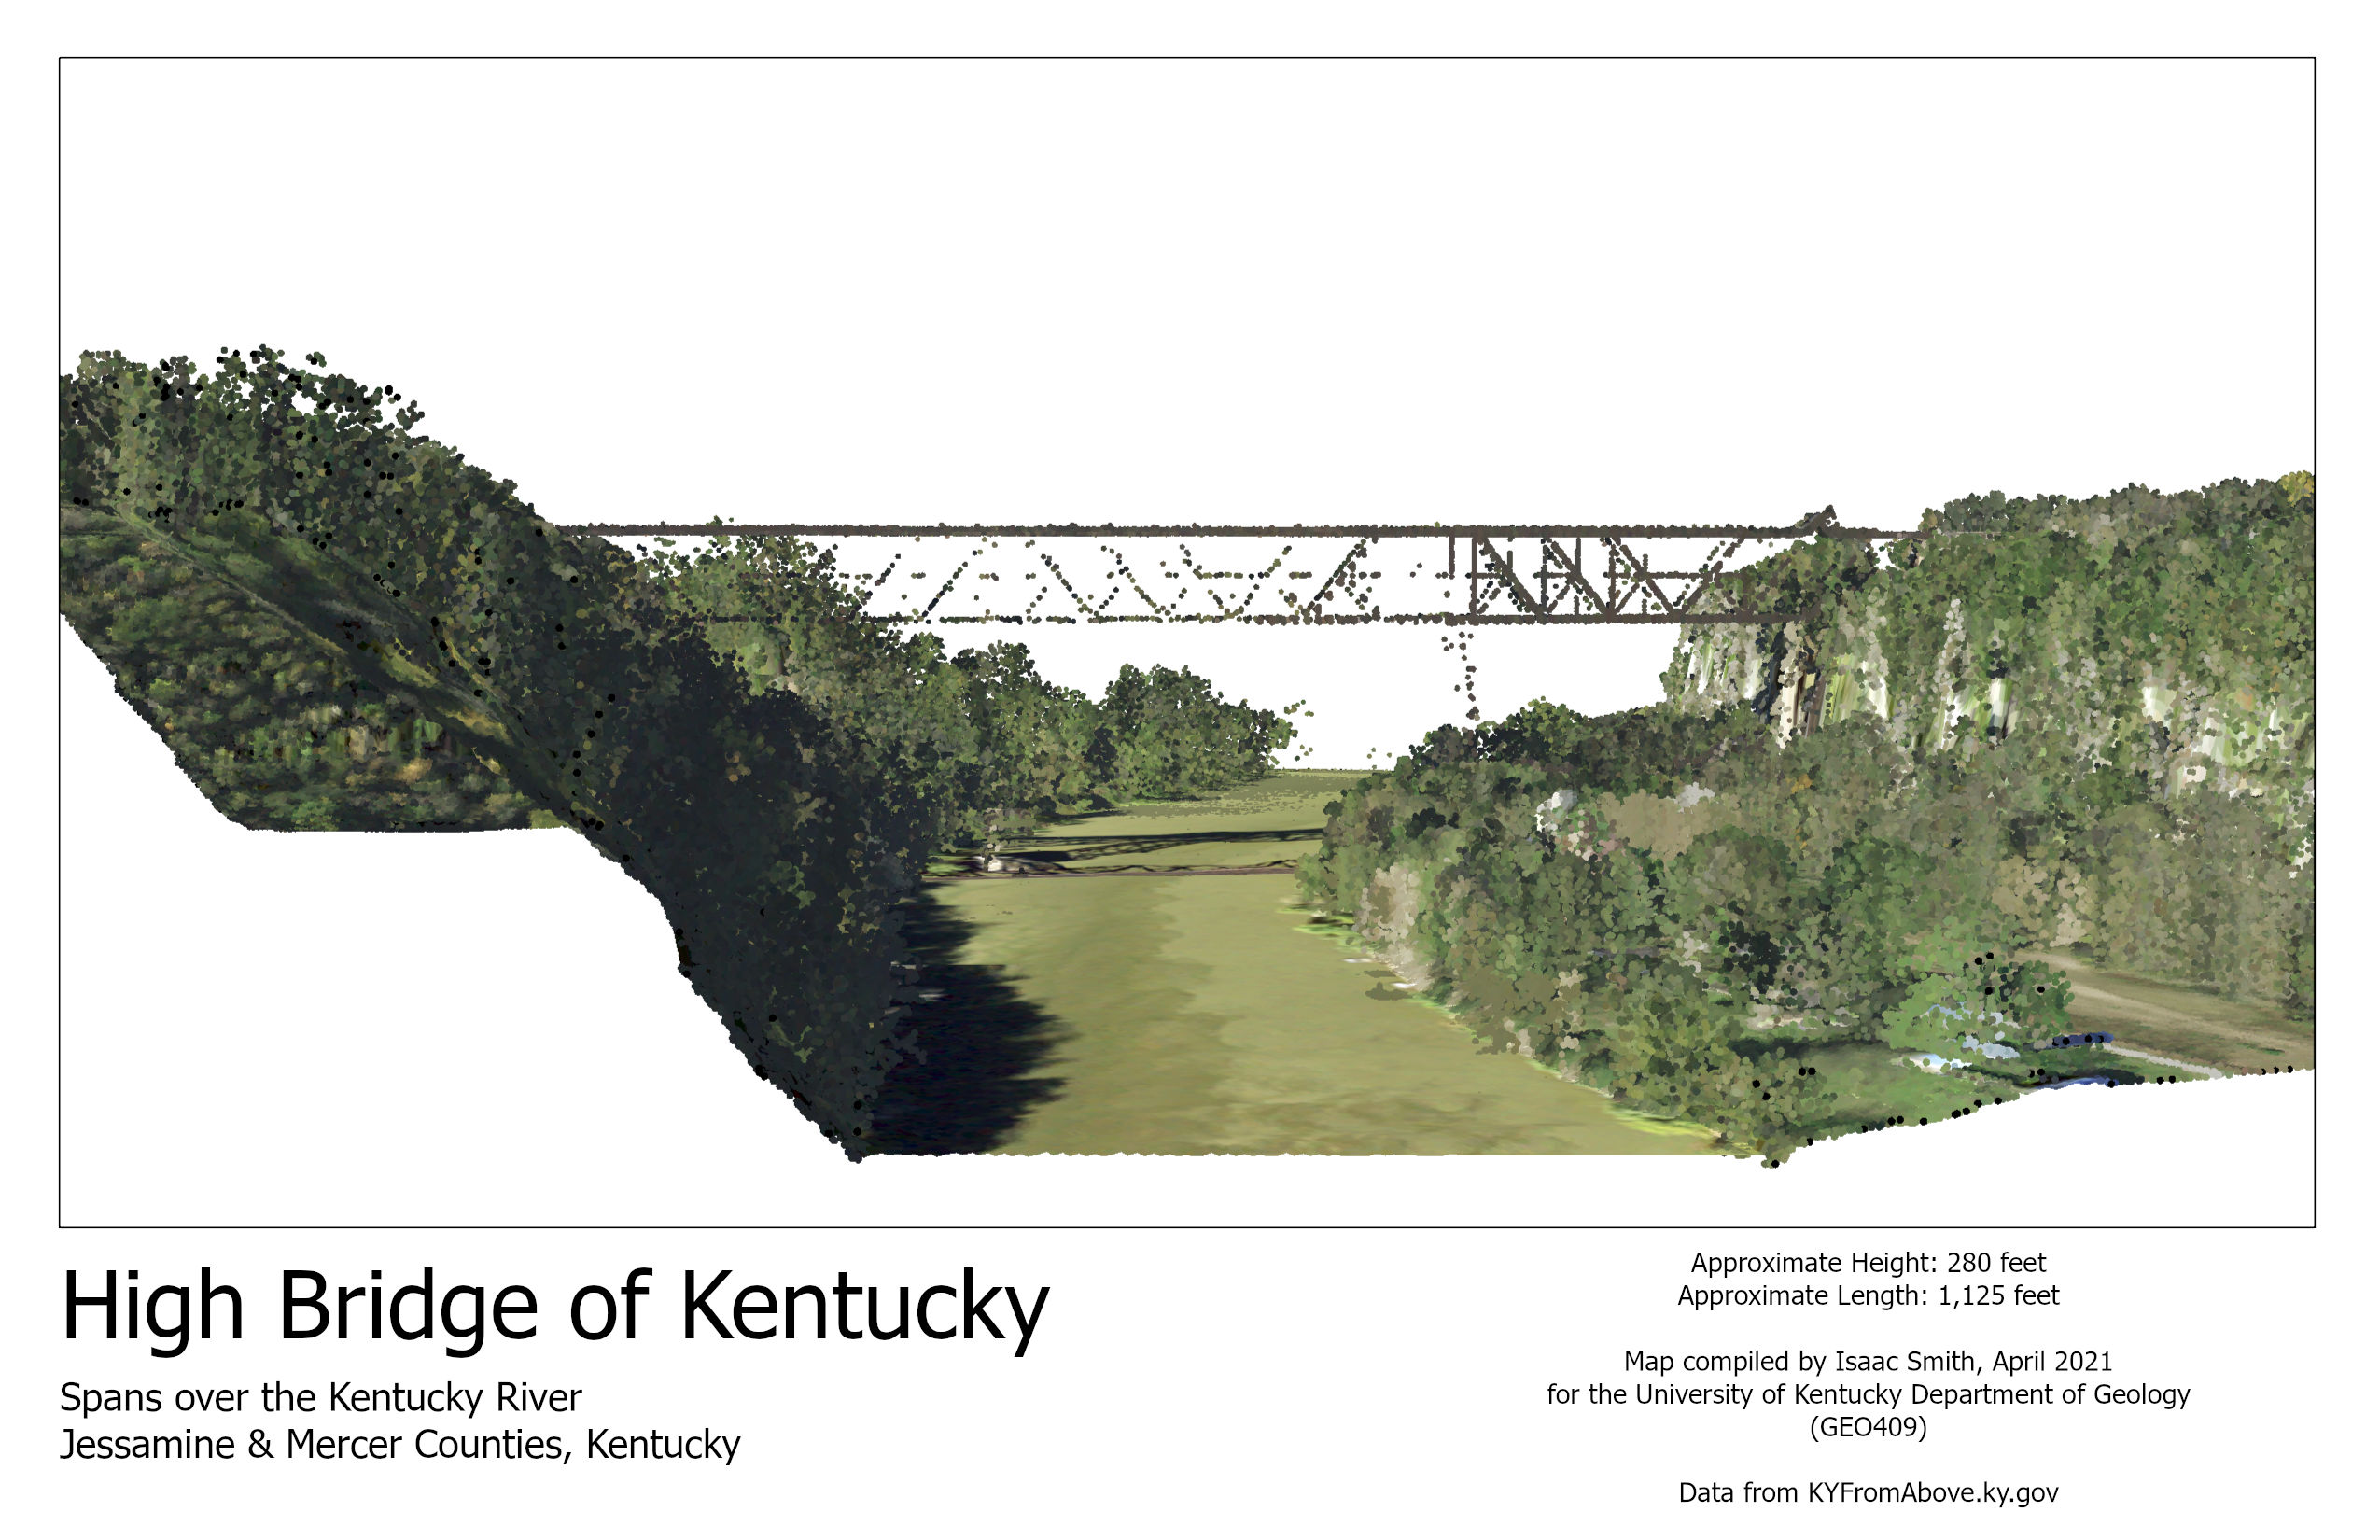 High Bridge of Kentucky
Spans over the Kentucky River
Jessamine & Mercer Counties, Kentucky
Approximate Height: 280 feet
Approximate Length: 1,125 feet
Map compiled by Isaac Smith, April 2021
for the University of Kentucky Department of Geology
(GEO409)
Data from KYFromAbove.ky.gov